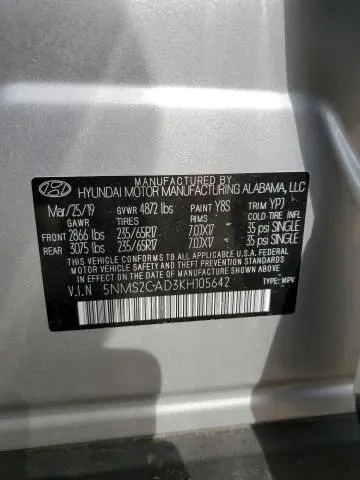 HYUNDAI MOTOR MANUFACTURING ALABAMA, LLC
Mar/25/19 GVWR 4872 lbs PAINT Y8S TRIM YPJ
GAWR TIRES RIMS COLD TIRE INF.
FRONT 2866 lbs 235/65R17 7.0JX17 35 psi SINGLE
REAR 3075 lbs 235/65R17 7.0JX17 35 psi SINGLE
THIS VEHICLE CONFORMS TO ALL APPLICABLE U.S.A. FEDERAL
MOTOR VEHICLE SAFETY, BUMPER, AND THEFT PREVENTION STANDARDS
IN EFFECT ON THE DATE OF MANUFACTURE SHOWN ABOVE.
V.I.N 5NMS2CAD3KH105642
TYPE: MPV